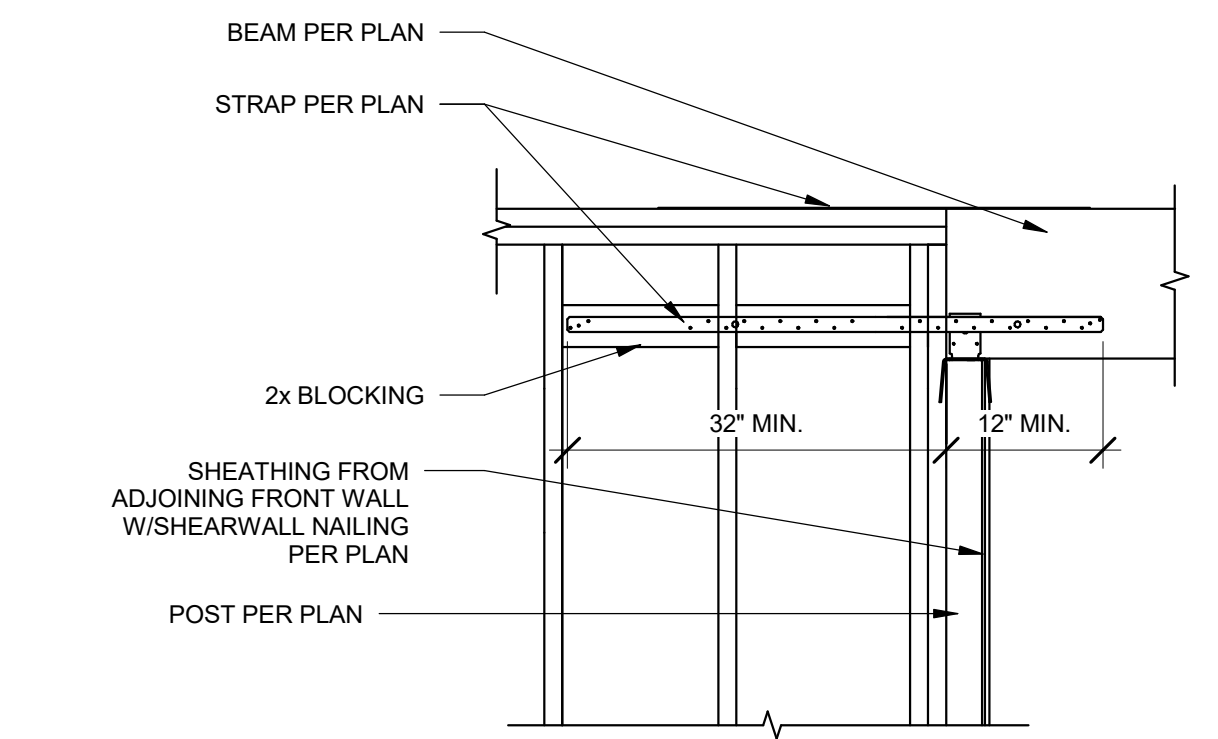 BEAM PER PLAN
STRAP PER PLAN
2x BLOCKING
32" MIN.
12" MIN.
SHEATHING FROM
ADJOINING FRONT WALL
W/SHEARWALL NAILING
PER PLAN
POST PER PLAN